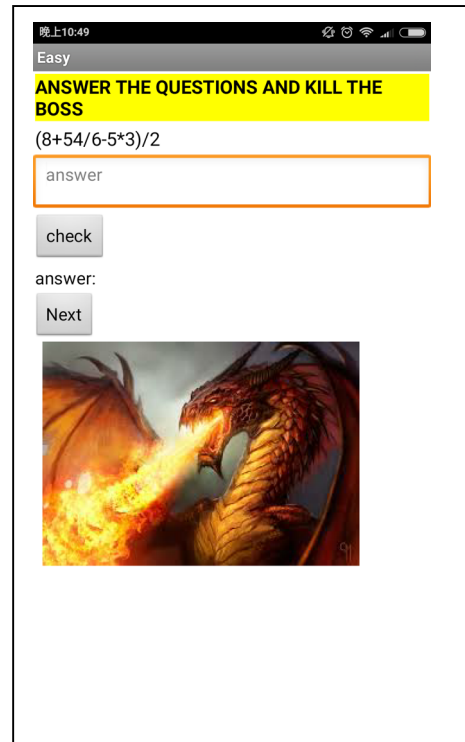 晚上10:49
Easy
ANSWER THE QUESTIONS AND KILL THE
BOSS
(8+54/6-5*3)/2
answer
check
answer:
Next